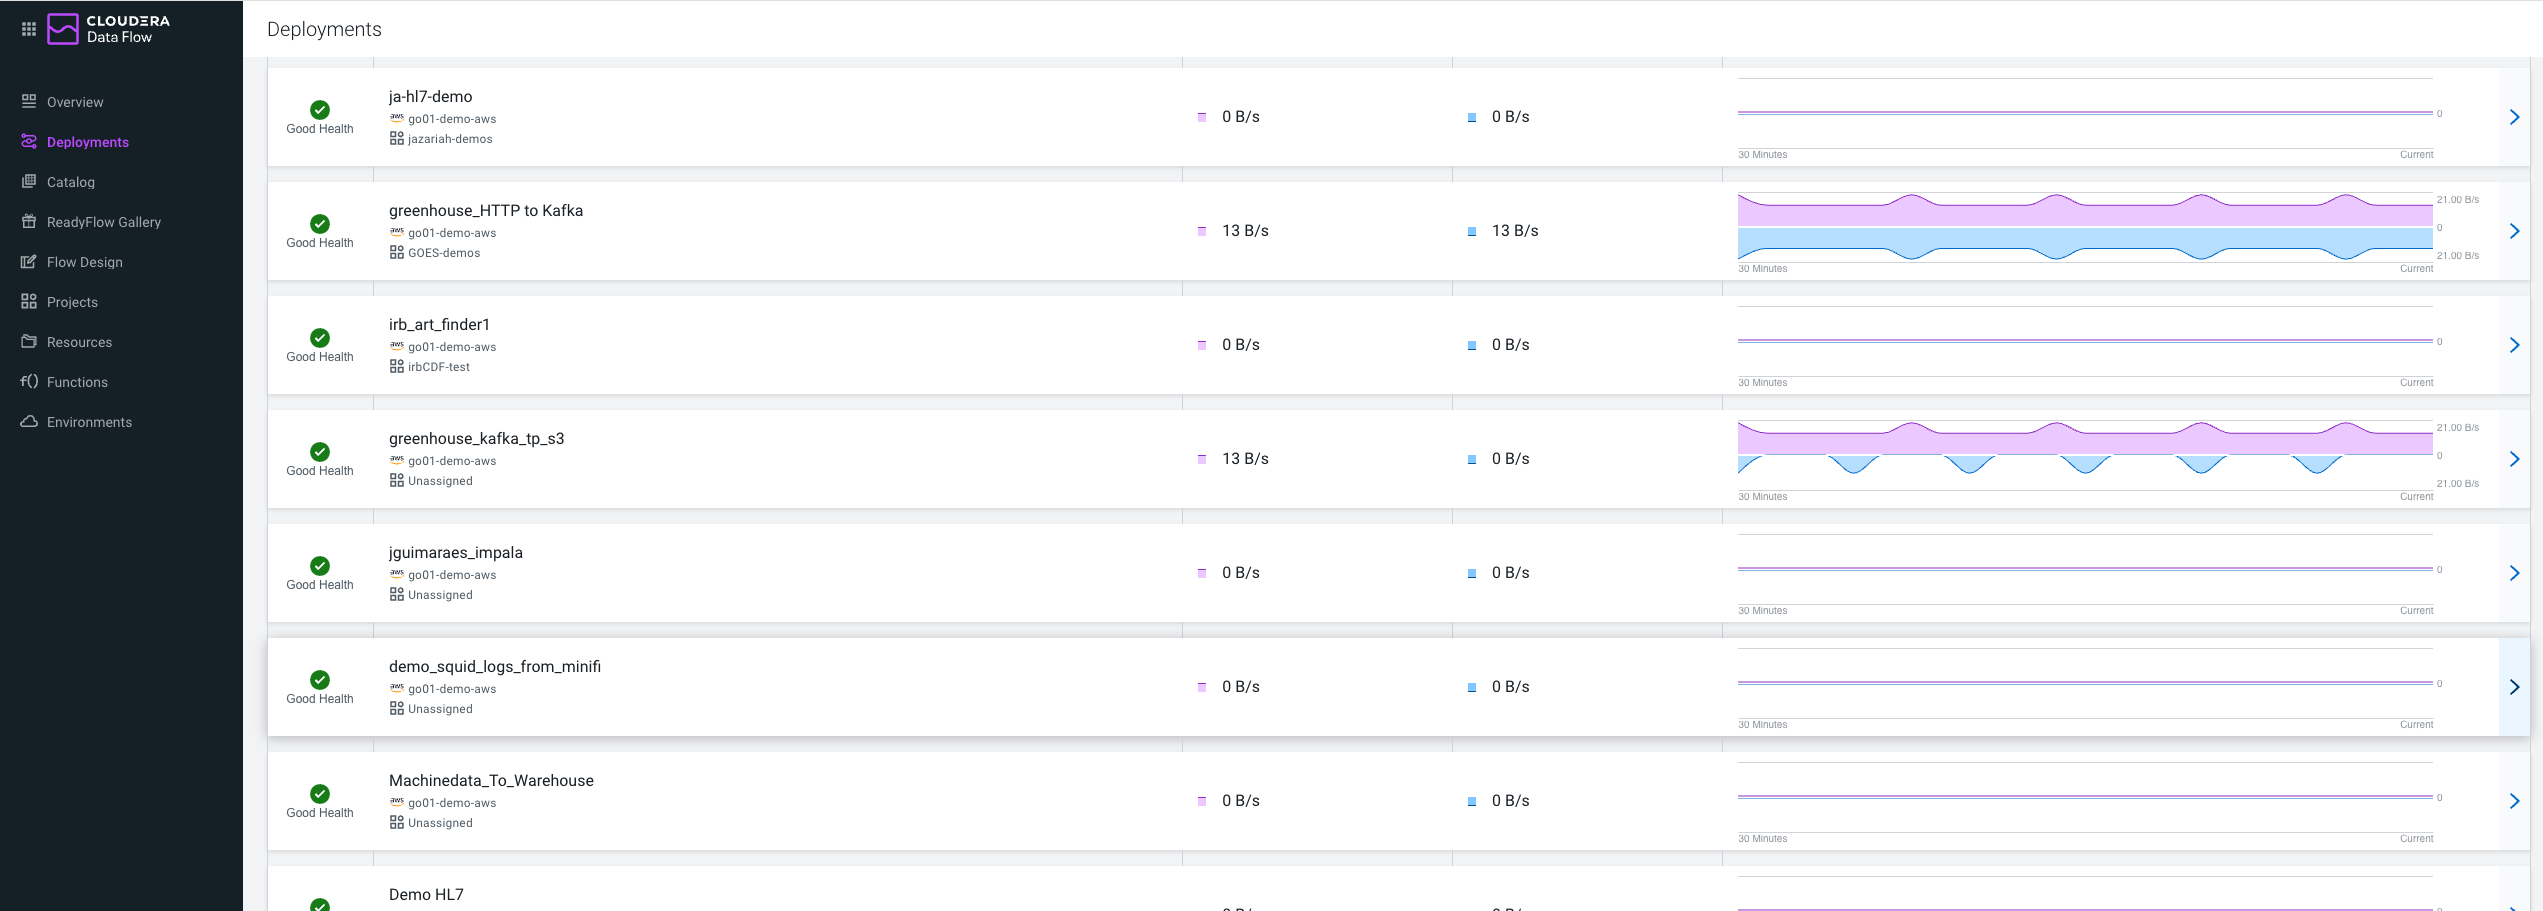 CLOUDERA
Data Flow
Deployments
Overview
Deployments
Catalog
ReadyFlow Gallery
Flow Design
Projects
Resources
f() Functions
Environments
Good Health
ja-hl7-demo
aws go01-demo-aws
jazariah-demos
0 B/s
0 B/s
0
30 Minutes
Current
Good Health
greenhouse_HTTP to Kafka
aws go01-demo-aws
GOES-demos
13 B/s
13 B/s
21.00 B/s
0
21.00 B/s
30 Minutes
Current
Good Health
irb_art_finder1
aws go01-demo-aws
irbCDF-test
0 B/s
0 B/s
0
30 Minutes
Current
Good Health
greenhouse_kafka_tp_s3
aws go01-demo-aws
Unassigned
13 B/s
0 B/s
21.00 B/s
0
21.00 B/s
30 Minutes
Current
Good Health
jguimaraes_impala
aws go01-demo-aws
Unassigned
0 B/s
0 B/s
0
30 Minutes
Current
Good Health
demo_squid_logs_from_minifi
aws go01-demo-aws
Unassigned
0 B/s
0 B/s
0
30 Minutes
Current
Good Health
Machinedata_To_Warehouse
aws go01-demo-aws
Unassigned
0 B/s
0 B/s
0
30 Minutes
Current
Demo HL7